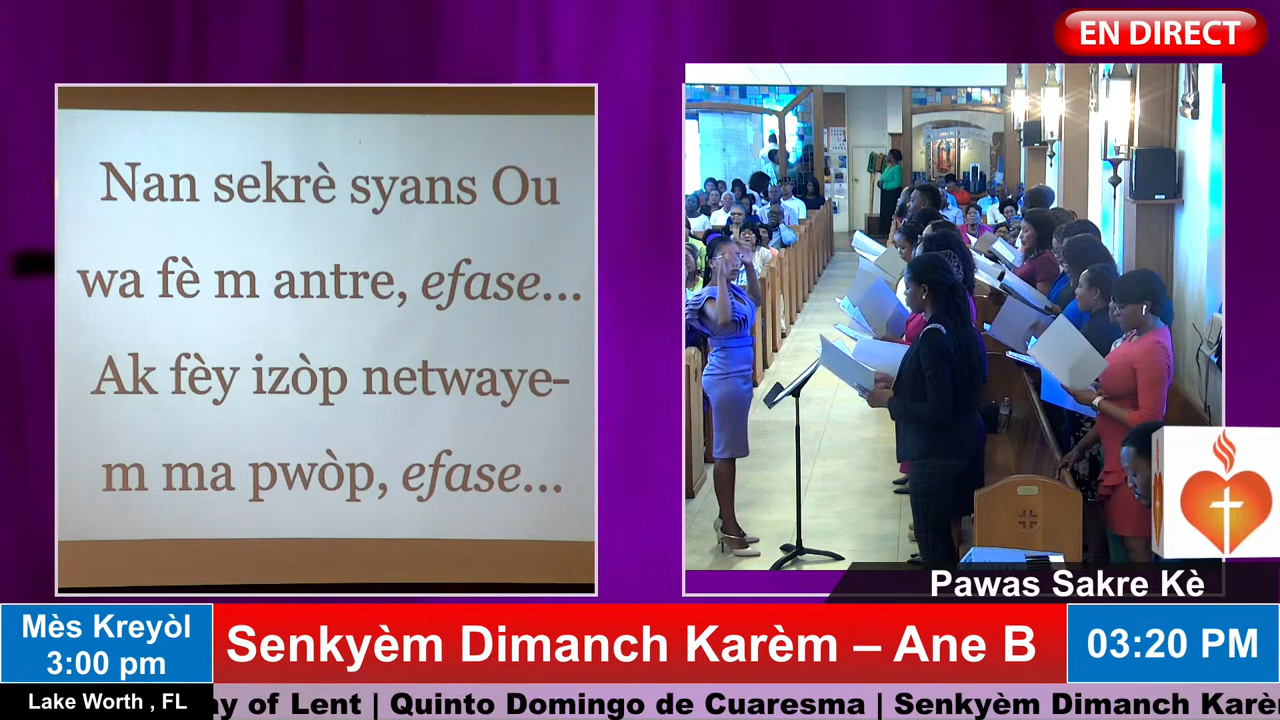 EN DIRECT
Nan sekrè syans Ou
wa fè m antre, efase...
Ak fèy izòp netwaye-
m ma pwòp, efase...
Pawas Sakre Kè
Mès Kreyòl
3:00 pm
Senkyèm Dimanch Karèm – Ane B
03:20 PM
Lake Worth , FL
ay of Lent | Quinto Domingo de Cuaresma | Senkyèm Dimanch Karè